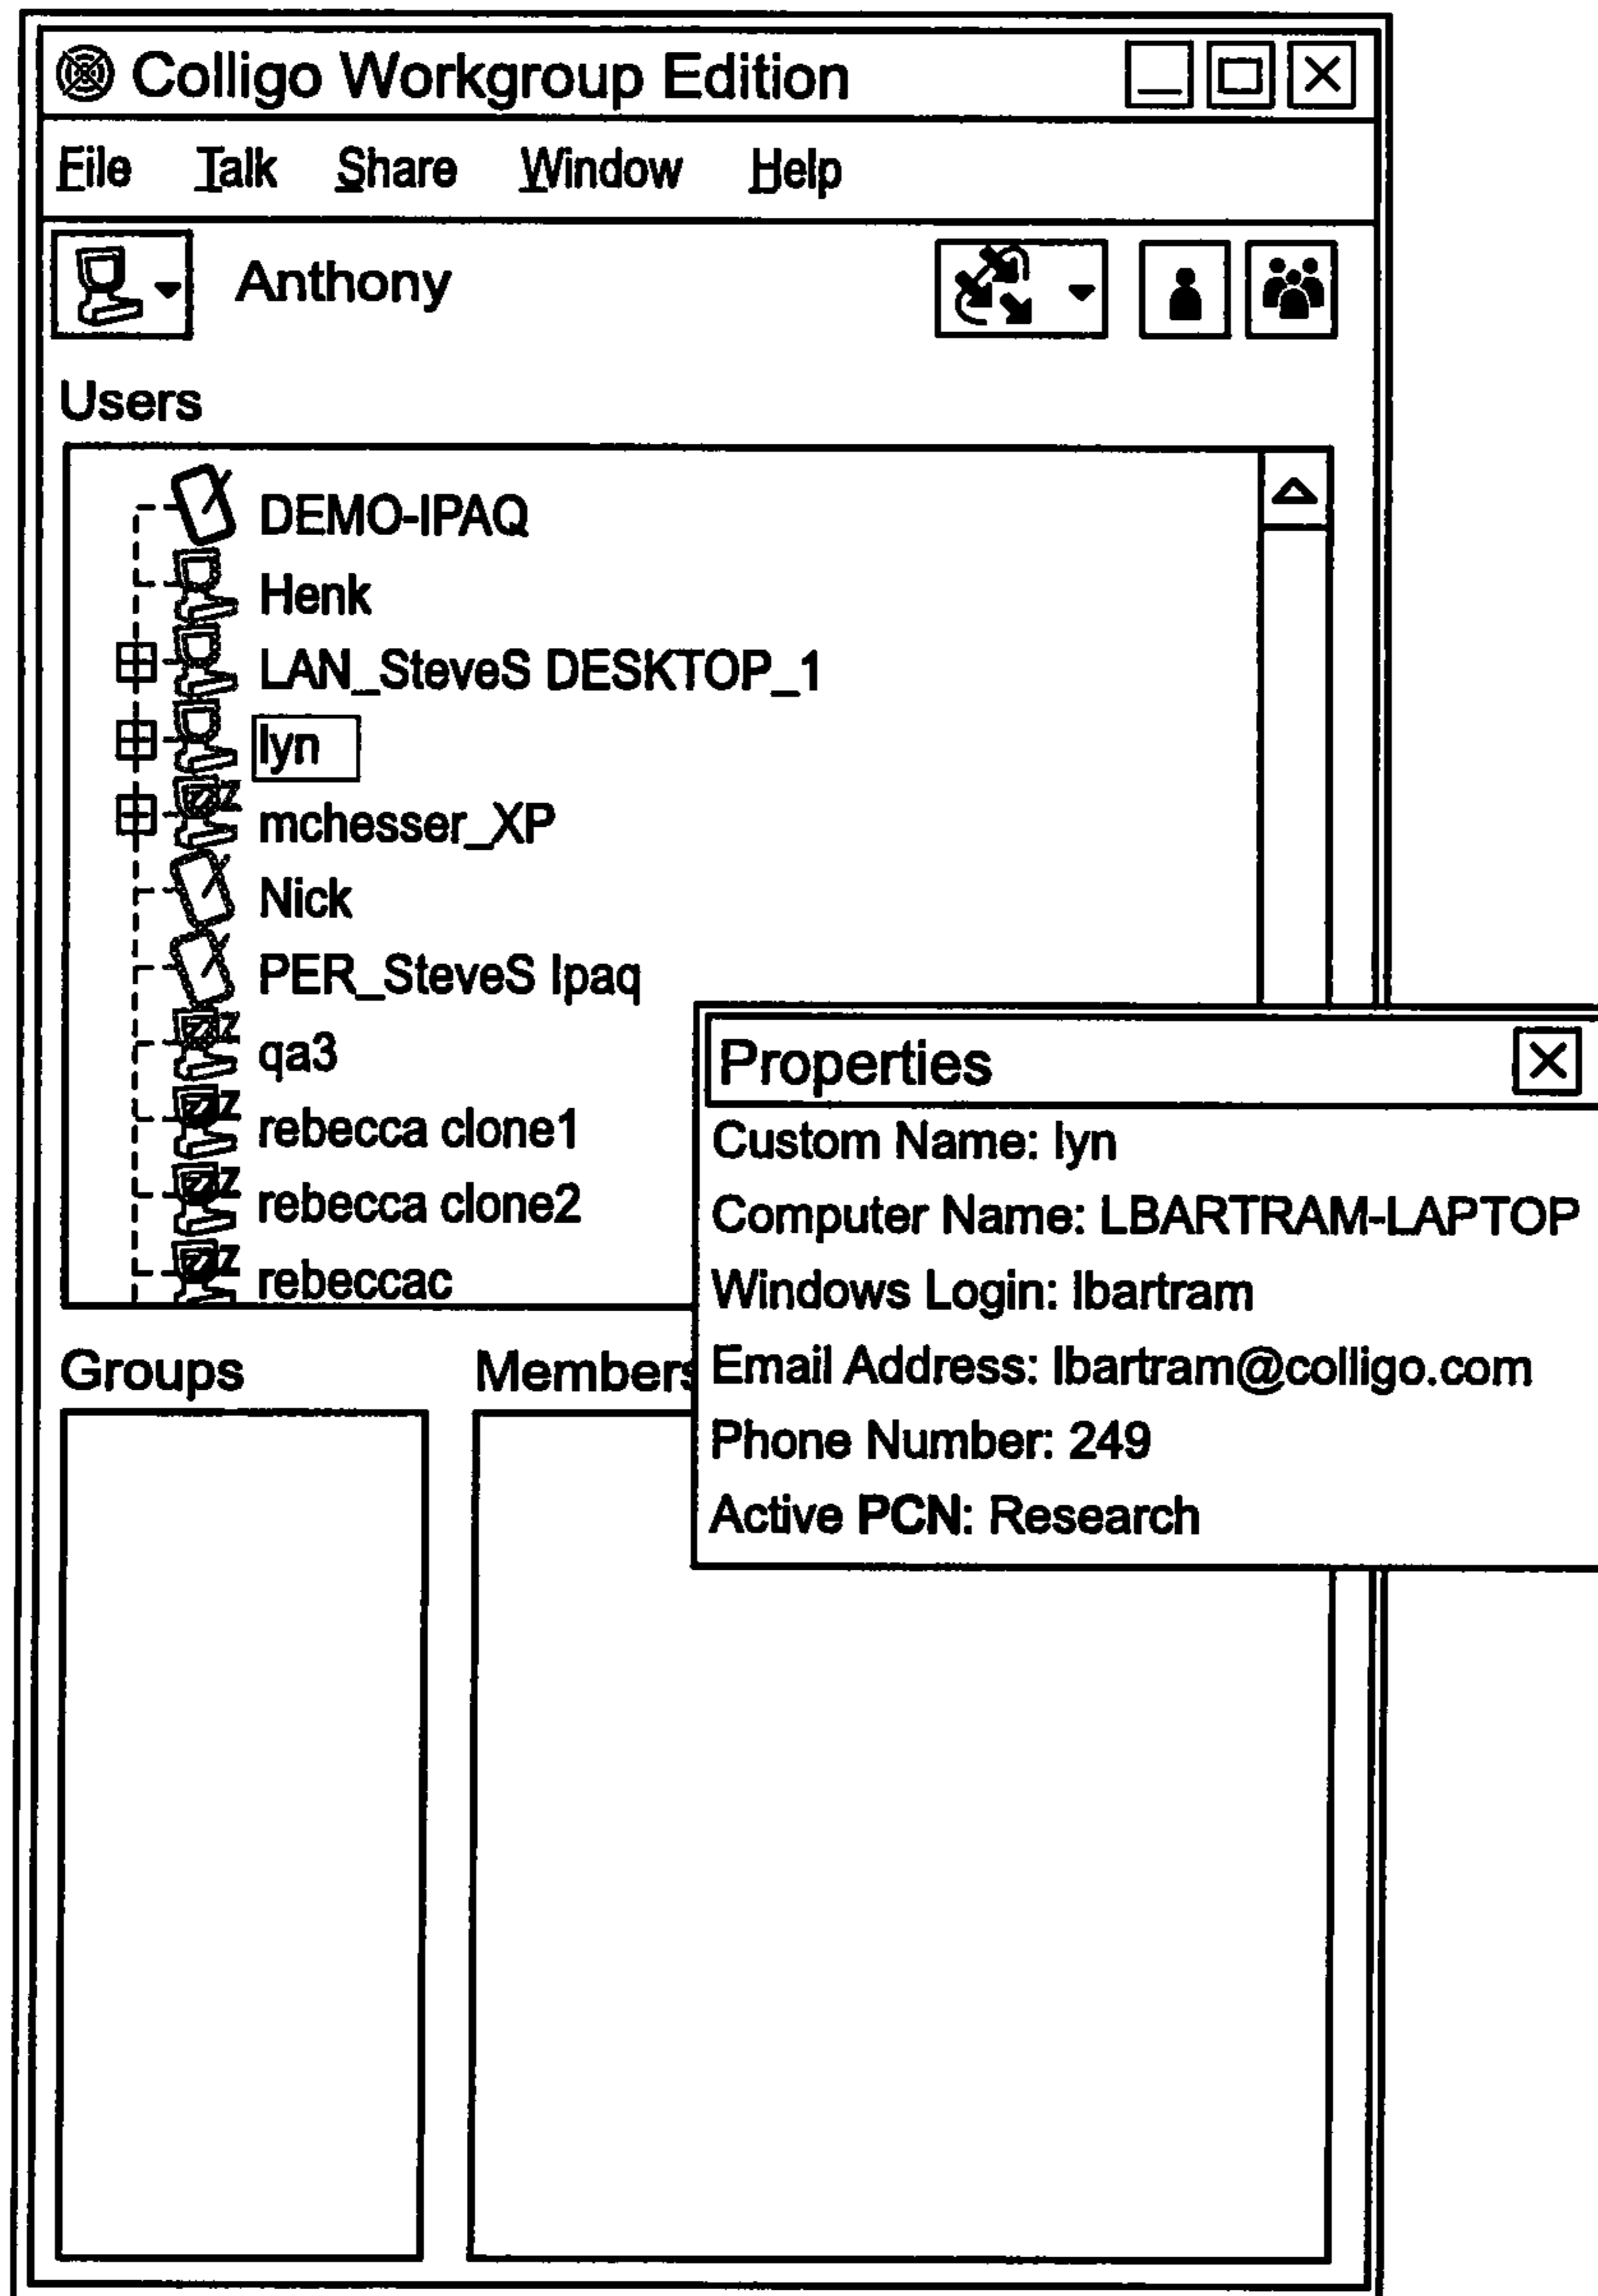 Colligo Workgroup Edition
File Talk Share Window Help
Anthony
Users
DEMO-IPAQ
Henk
LAN_SteveS DESKTOP_1
lyn
mchesser_XP
Nick
PER_SteveS Ipaq
qa3
rebecca clone1
rebecca clone2
rebeccac
Properties
Custom Name: lyn
Computer Name: LBARTRAM-LAPTOP
Windows Login: lbartram
Email Address: lbartram@colligo.com
Phone Number: 249
Active PCN: Research
Groups
Members